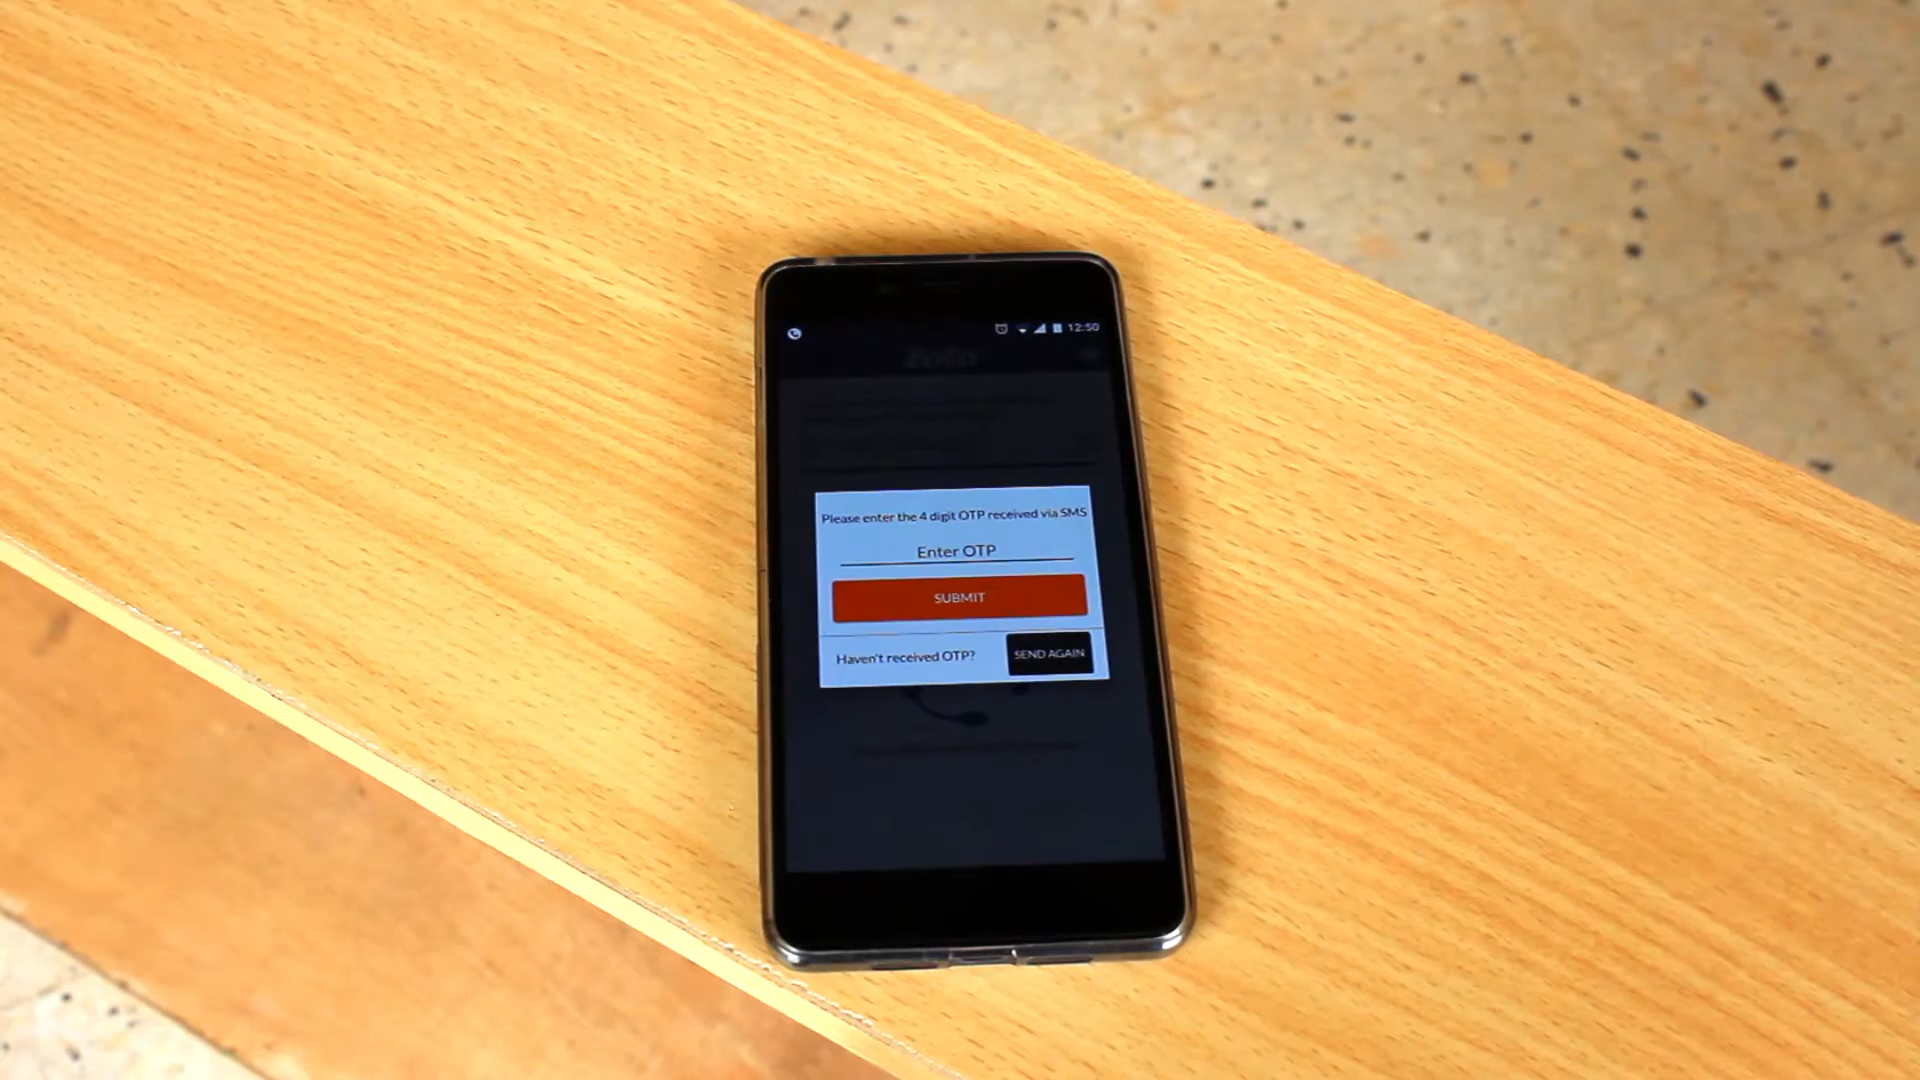 12:50
Please enter the 4 digit OTP received via SMS
Enter OTP
SUBMIT
Haven't received OTP?
SEND AGAIN